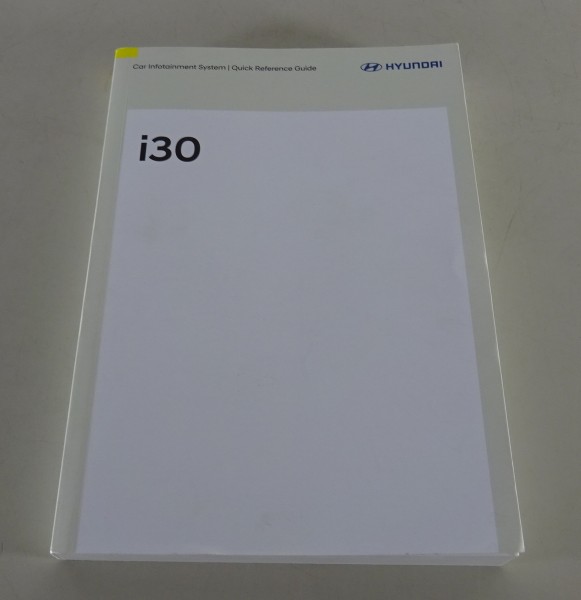 Car Infotainment System | Quick Reference Guide
HYUNDAI
i30